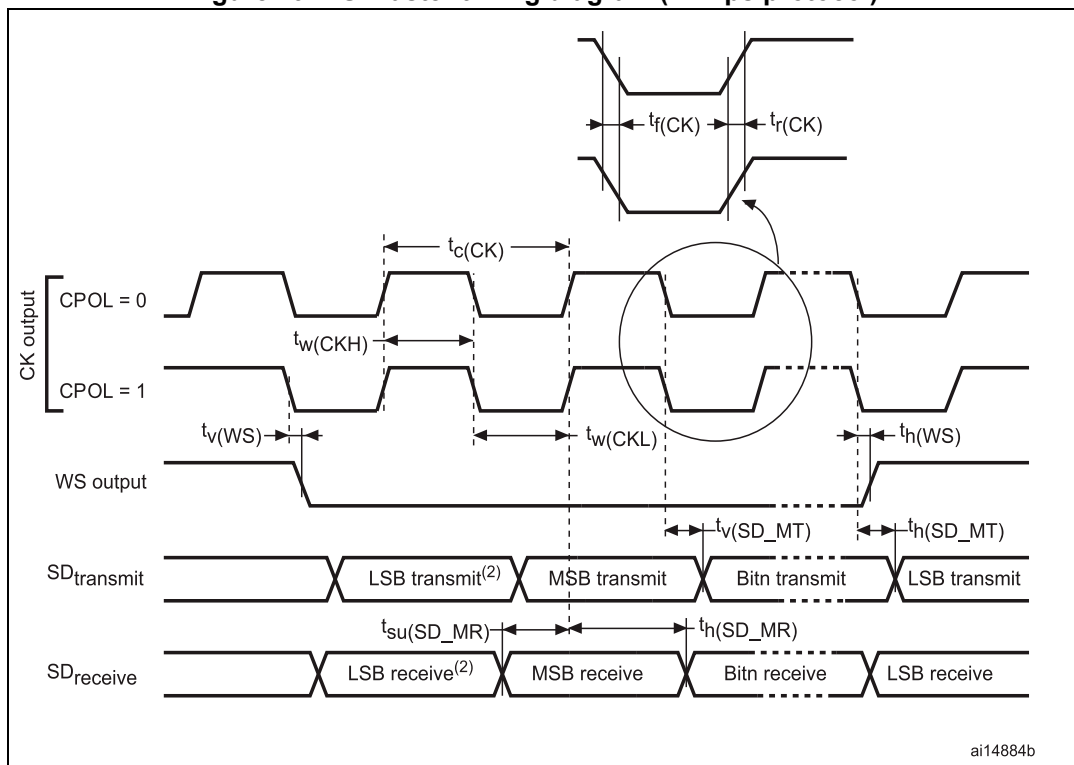 tf(CK)
tr(CK)
tc(CK)
CK output
CPOL = 0
tw(CKH)
CPOL = 1
tv(WS)
tw(CKL)
th(WS)
WS output
tv(SD_MT)
th(SD_MT)
SDtransmit
LSB transmit(2)
MSB transmit
Bitn transmit
LSB transmit
tsu(SD_MR)
th(SD_MR)
SDreceive
LSB receive(2)
MSB receive
Bitn receive
LSB receive
ai14884b